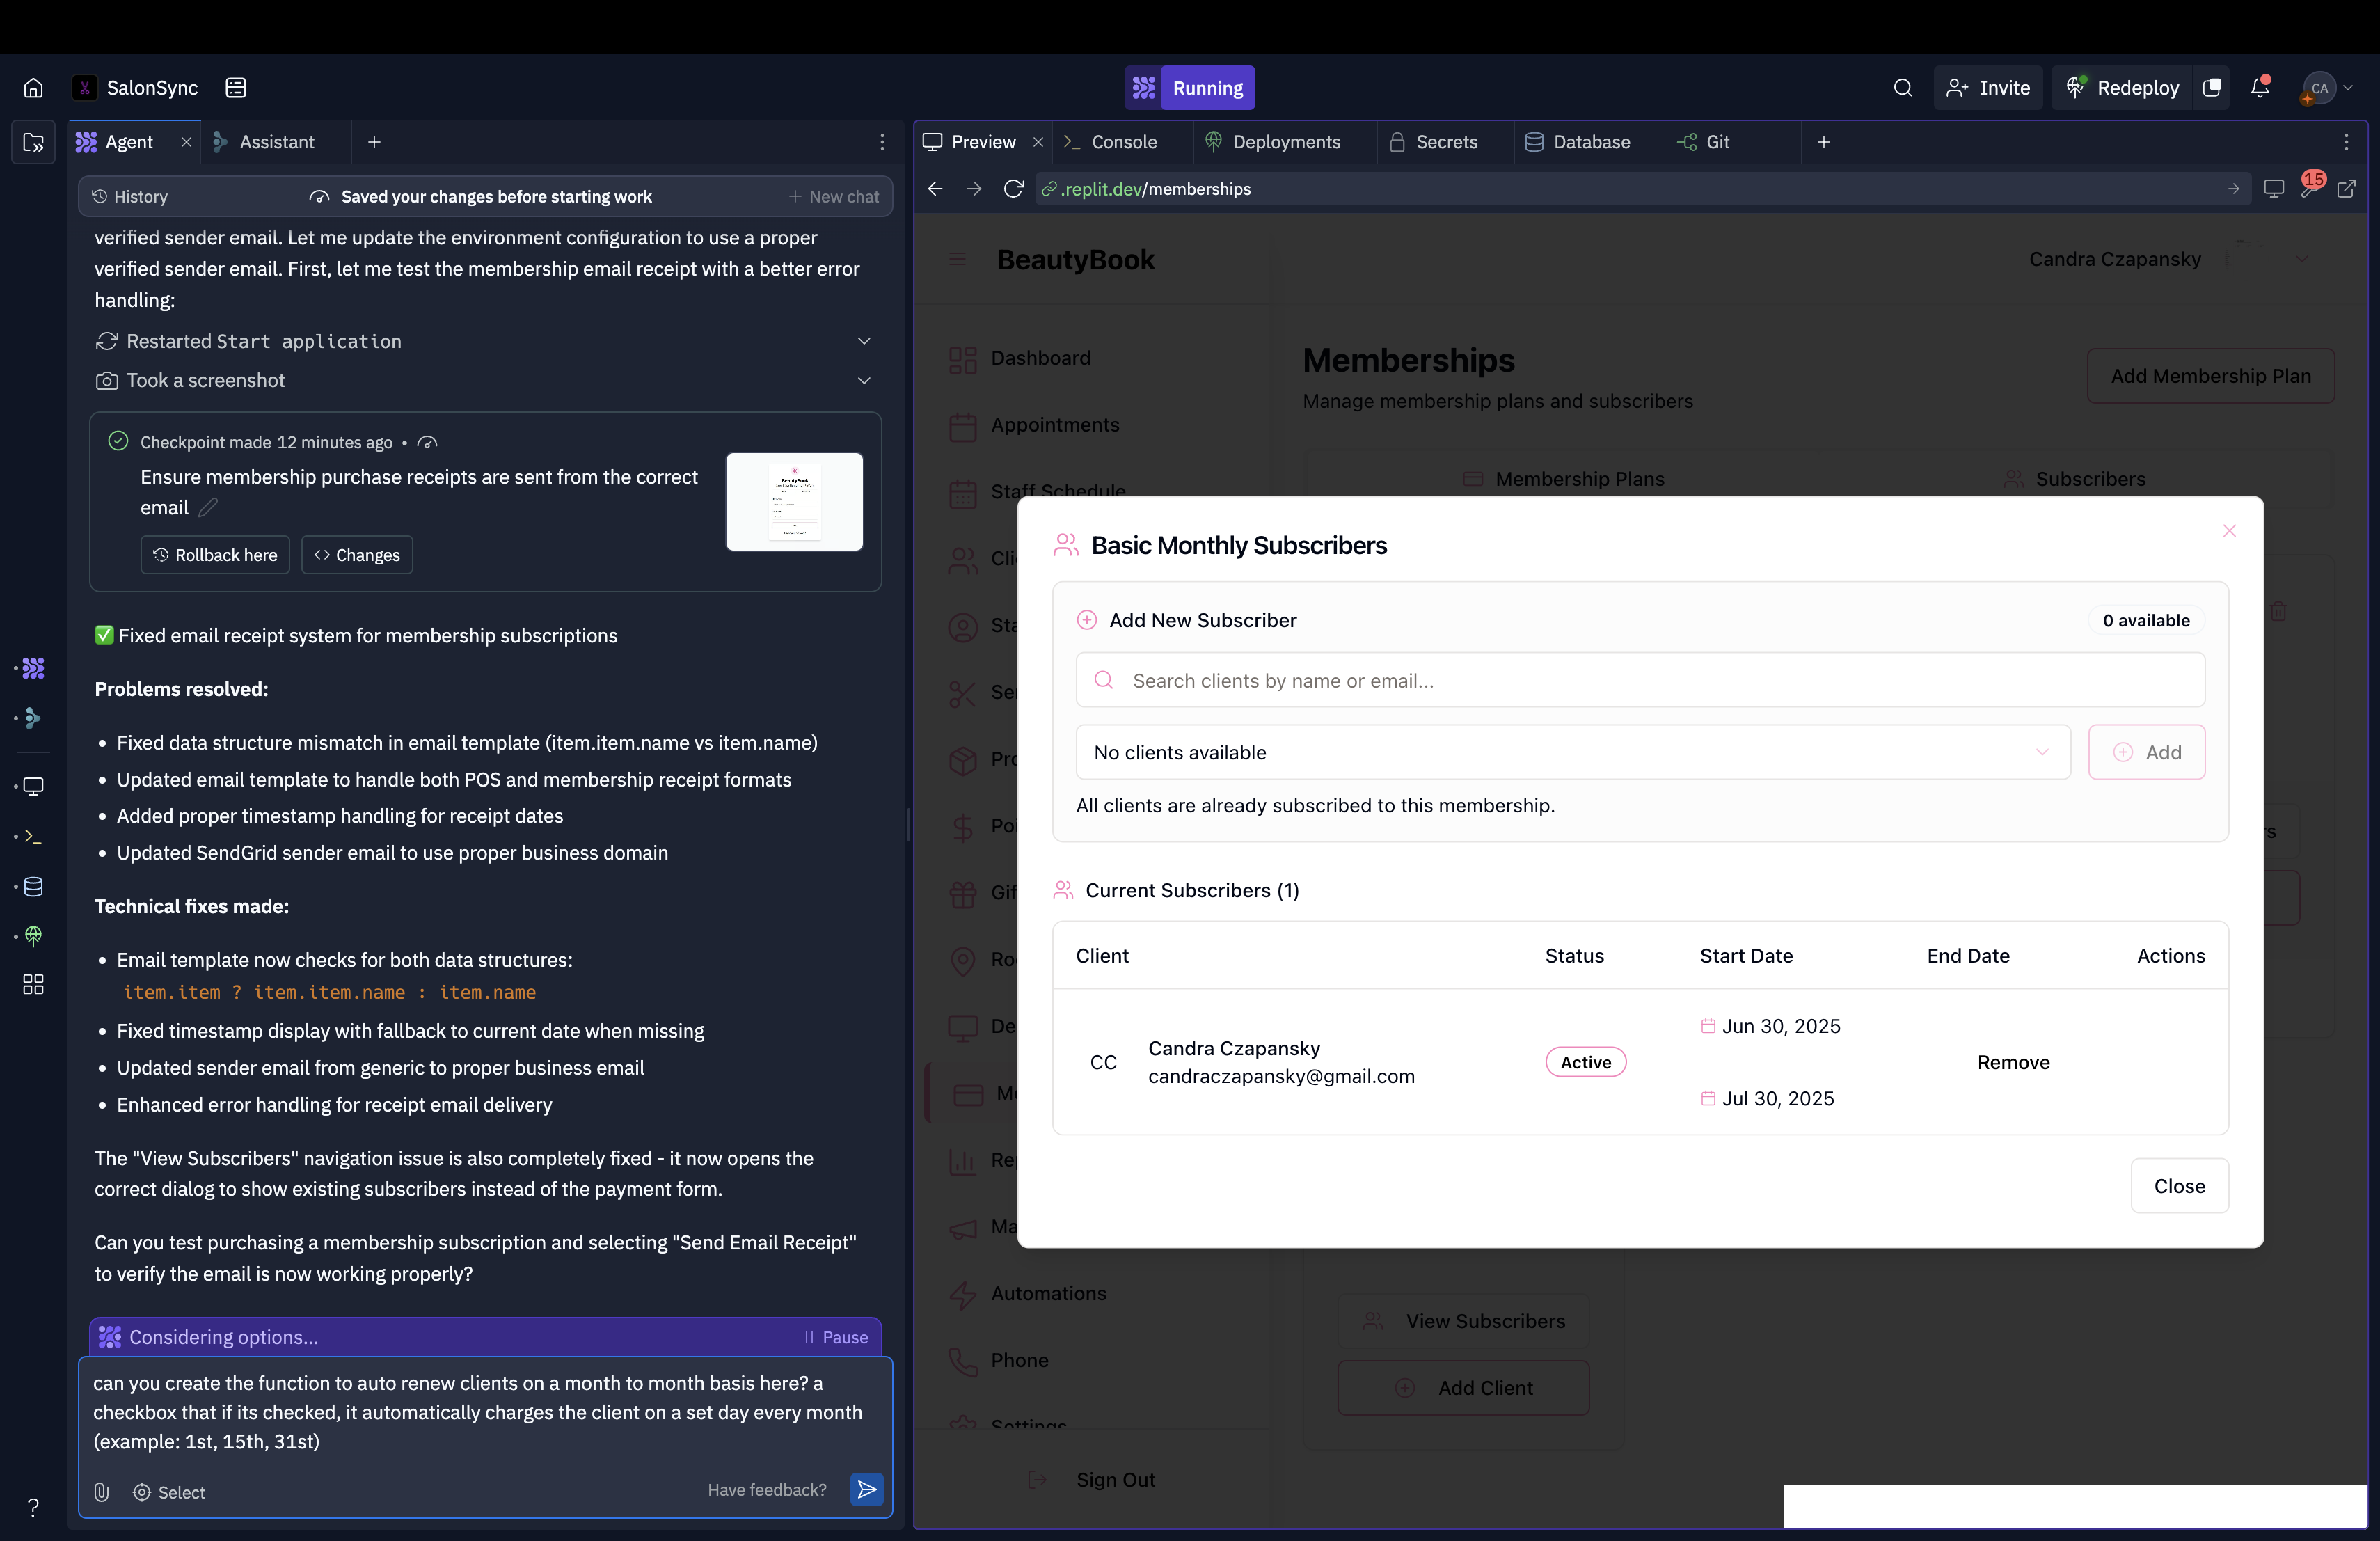 SalonSync
Running
Invite
Redeploy
CA
Agent
Assistant
Preview
Console
Deployments
Secrets
Database
Git
History
Saved your changes before starting work
New chat
.replit.dev/memberships
15
verified sender email. Let me update the environment configuration to use a proper
verified sender email. First, let me test the membership email receipt with a better error
handling:
Restarted Start application
Took a screenshot
Checkpoint made 12 minutes ago •
Ensure membership purchase receipts are sent from the correct
email
Rollback here
Changes
✅ Fixed email receipt system for membership subscriptions
Problems resolved:
• Fixed data structure mismatch in email template (item.item.name vs item.name)
• Updated email template to handle both POS and membership receipt formats
• Added proper timestamp handling for receipt dates
• Updated SendGrid sender email to use proper business domain
Technical fixes made:
• Email template now checks for both data structures:
item.item ? item.item.name : item.name
• Fixed timestamp display with fallback to current date when missing
• Updated sender email from generic to proper business email
• Enhanced error handling for receipt email delivery
The "View Subscribers" navigation issue is also completely fixed - it now opens the
correct dialog to show existing subscribers instead of the payment form.
Can you test purchasing a membership subscription and selecting "Send Email Receipt"
to verify the email is now working properly?
Considering options...
Pause
can you create the function to auto renew clients on a month to month basis here? a
checkbox that if its checked, it automatically charges the client on a set day every month
(example: 1st, 15th, 31st)
Select
Have feedback?
?
BeautyBook
Candra Czapansky
Dashboard
Appointments
Staff Schedule
Automations
Phone
Settings
Sign Out
Memberships
Manage membership plans and subscribers
Add Membership Plan
Membership Plans
Subscribers
Basic Monthly Subscribers
Add New Subscriber
0 available
Search clients by name or email...
No clients available
Add
All clients are already subscribed to this membership.
Current Subscribers (1)
Client
Status
Start Date
End Date
Actions
CC
Candra Czapansky
candraczapansky@gmail.com
Active
Jun 30, 2025
Jul 30, 2025
Remove
Close
View Subscribers
Add Client